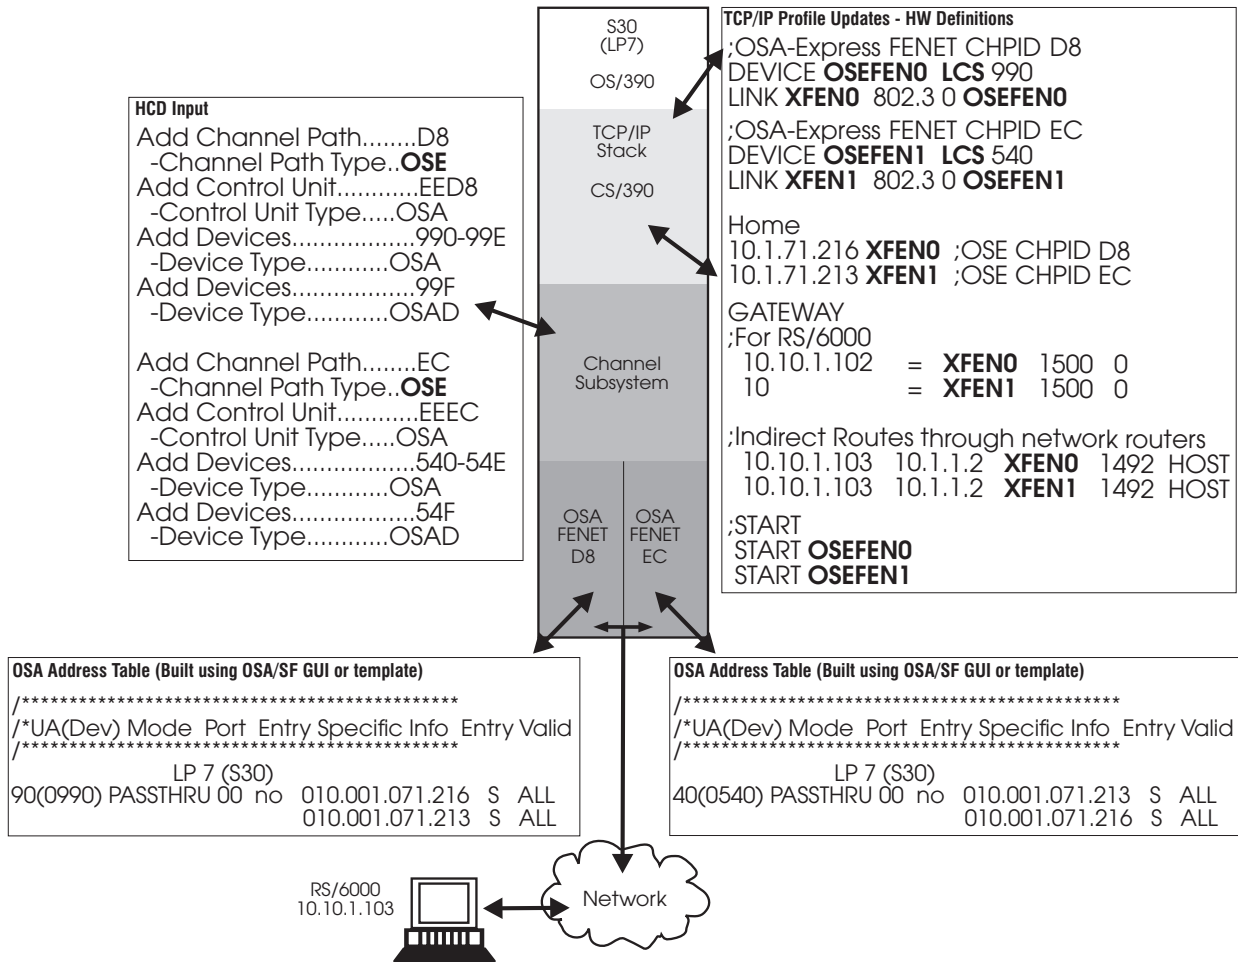 S30
(LP7)
OS/390
TCP/IP
Stack
CS/390
Channel
Subsystem
OSA
FENET
D8
OSA
FENET
EC
HCD Input
Add Channel Path........D8
-Channel Path Type..OSE
Add Control Unit............EED8
-Control Unit Type.....OSA
Add Devices..................990-99E
-Device Type............OSA
Add Devices..................99F
-Device Type............OSAD
Add Channel Path........EC
-Channel Path Type..OSE
Add Control Unit............EEEC
-Control Unit Type.....OSA
Add Devices..................540-54E
-Device Type............OSA
Add Devices..................54F
-Device Type............OSAD
TCP/IP Profile Updates - HW Definitions
;OSA-Express FENET CHPID D8
DEVICE OSEFEN0 LCS 990
LINK XFEN0 802.3 0 OSEFEN0
;OSA-Express FENET CHPID EC
DEVICE OSEFEN1 LCS 540
LINK XFEN1 802.3 0 OSEFEN1
Home
10.1.71.216 XFEN0 ;OSE CHPID D8
10.1.71.213 XFEN1 ;OSE CHPID EC
GATEWAY
;For RS/6000
10.10.1.102 = XFEN0 1500 0
10 = XFEN1 1500 0
;Indirect Routes through network routers
10.10.1.103 10.1.1.2 XFEN0 1492 HOST
10.10.1.103 10.1.1.2 XFEN1 1492 HOST
;START
START OSEFEN0
START OSEFEN1
OSA Address Table (Built using OSA/SF GUI or template)
/**********************************************
/*UA(Dev) Mode Port Entry Specific Info Entry Valid
/**********************************************
LP 7 (S30)
90(0990) PASSTHRU 00 no 010.001.071.216 S ALL
010.001.071.213 S ALL
OSA Address Table (Built using OSA/SF GUI or template)
/**********************************************
/*UA(Dev) Mode Port Entry Specific Info Entry Valid
/**********************************************
LP 7 (S30)
40(0540) PASSTHRU 00 no 010.001.071.213 S ALL
010.001.071.216 S ALL
RS/6000
10.10.1.103
Network